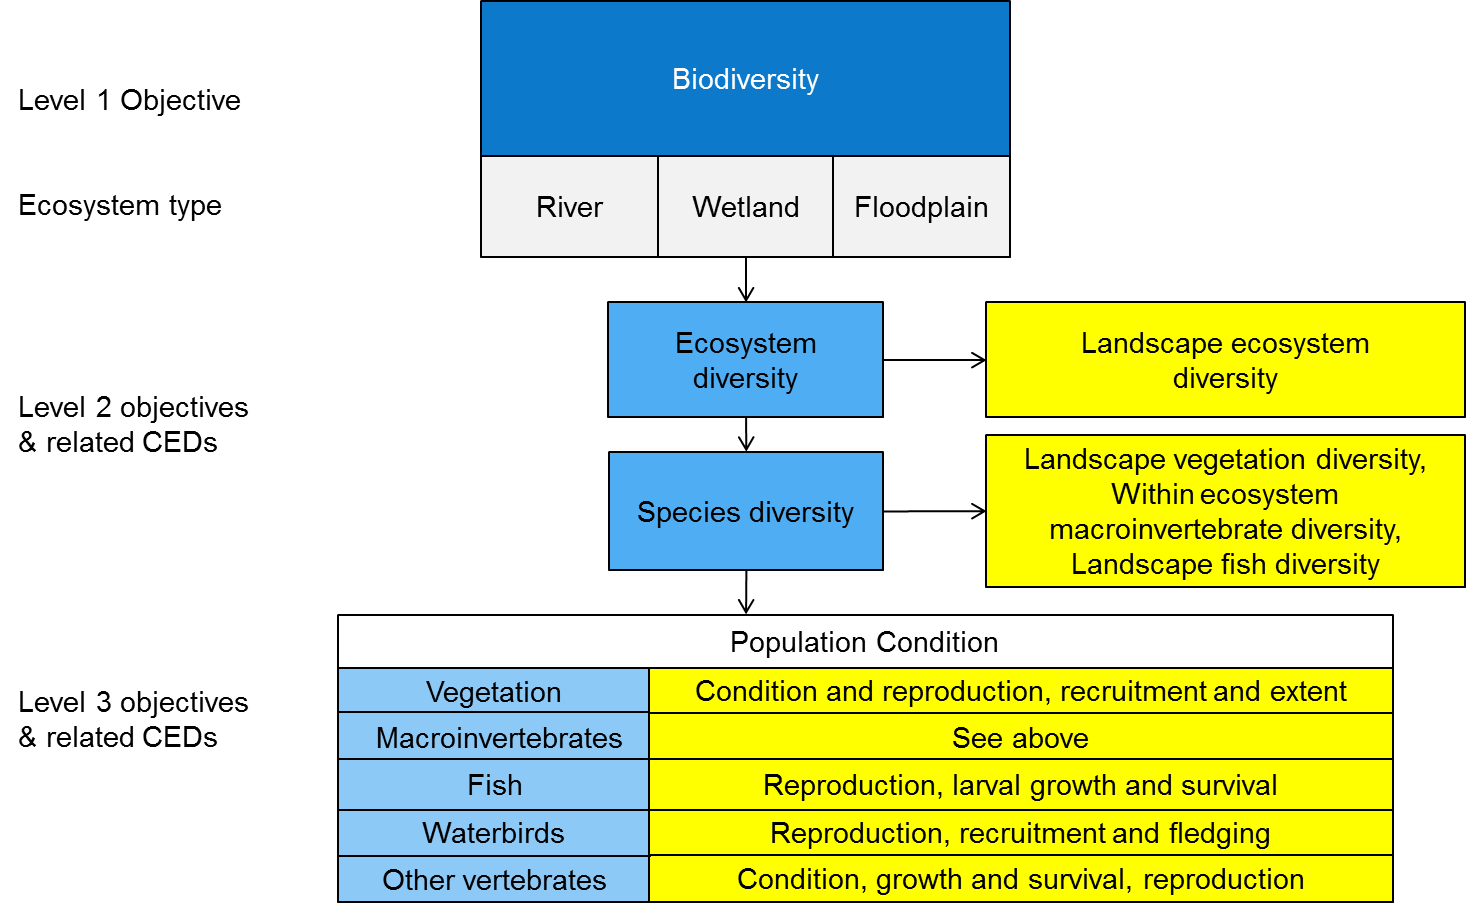 Level 1 Objective
Biodiversity
Ecosystem type
River
Wetland
Floodplain
Level 2 objectives
& related CEDs
Ecosystem
diversity
Landscape ecosystem
diversity
Species diversity
Landscape vegetation diversity,
Within ecosystem
macroinvertebrate diversity,
Landscape fish diversity
Level 3 objectives
& related CEDs
Population Condition
Vegetation
Condition and reproduction, recruitment and extent
Macroinvertebrates
See above
Fish
Reproduction, larval growth and survival
Waterbirds
Reproduction, recruitment and fledging
Other vertebrates
Condition, growth and survival, reproduction